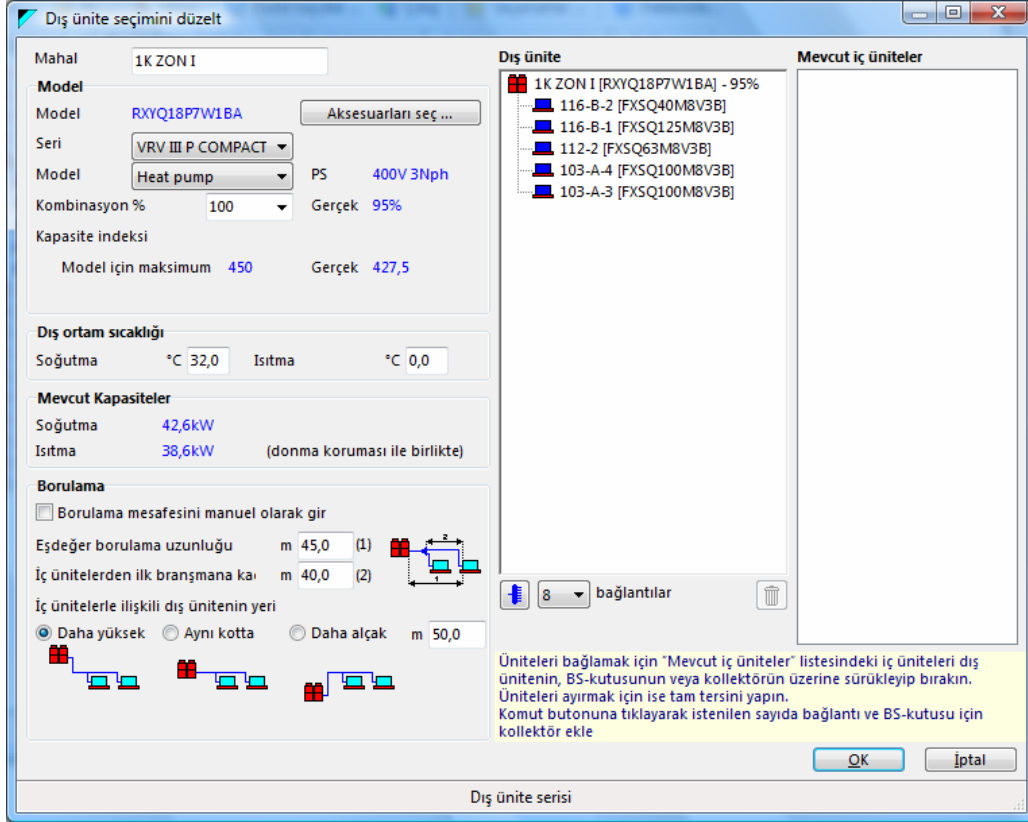 Dış ünite seçimini düzelt
Mahal 1K ZON I
Model
Model RXYQ18P7W1BA Aksesuarları seç ...
Seri VRV III P COMPACT
Model Heat pump PS 400V 3Nph
Kombinasyon % 100 Gerçek 95%
Kapasite indeksi
Model için maksimum 450 Gerçek 427,5
Dış ortam sıcaklığı
Soğutma °C 32,0 Isıtma °C 0,0
Mevcut Kapasiteler
Soğutma 42,6kW
Isıtma 38,6kW (donma koruması ile birlikte)
Borulama
Borulama mesafesini manuel olarak gir
Eşdeğer borulama uzunluğu m 45,0 (1)
İç ünitelerden ilk branşmana ka m 40,0 (2)
2
1
İç ünitelerle ilişkili dış ünitenin yeri
Daha yüksek Aynı kotta Daha alçak m 50,0
Dış ünite
1K ZON I [RXYQ18P7W1BA] - 95%
116-B-2 [FXSQ40M8V3B]
116-B-1 [FXSQ125M8V3B]
112-2 [FXSQ63M8V3B]
103-A-4 [FXSQ100M8V3B]
103-A-3 [FXSQ100M8V3B]
8 bağlantılar
Mevcut iç üniteler
Üniteleri bağlamak için "Mevcut iç üniteler" listesindeki iç üniteleri dış
ünitenin, BS-kutusunun veya kollektörün üzerine sürükleyip bırakın.
Üniteleri ayırmak için ise tam tersini yapın.
Komut butonuna tıklayarak istenilen sayıda bağlantı ve BS-kutusu için
kollektör ekle
OK İptal
Dış ünite serisi